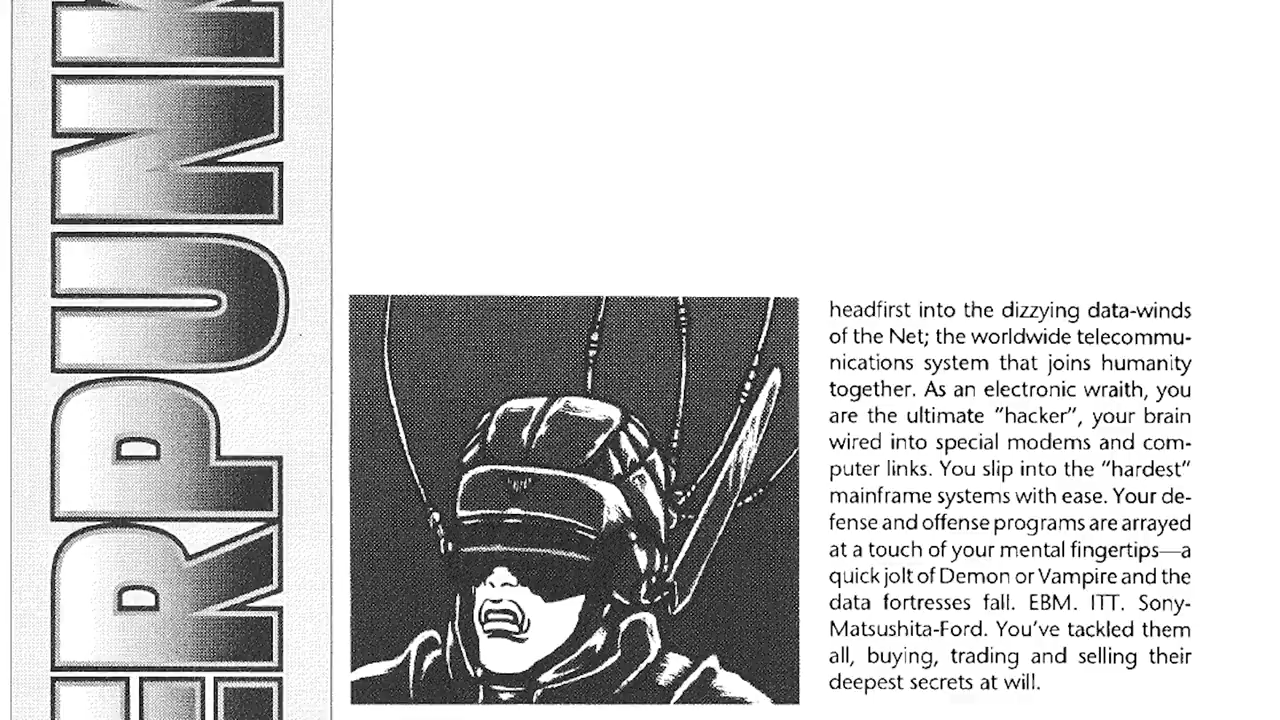 ERPUNK
headfirst into the dizzying data-winds
of the Net; the worldwide telecommu-
nications system that joins humanity
together. As an electronic wraith, you
are the ultimate "hacker", your brain
wired into special modems and com-
puter links. You slip into the "hardest"
mainframe systems with ease. Your de-
fense and offense programs are arrayed
at a touch of your mental fingertips—a
quick jolt of Demon or Vampire and the
data fortresses fall. EBM. ITT. Sony-
Matsushita-Ford. You've tackled them
all, buying, trading and selling their
deepest secrets at will.